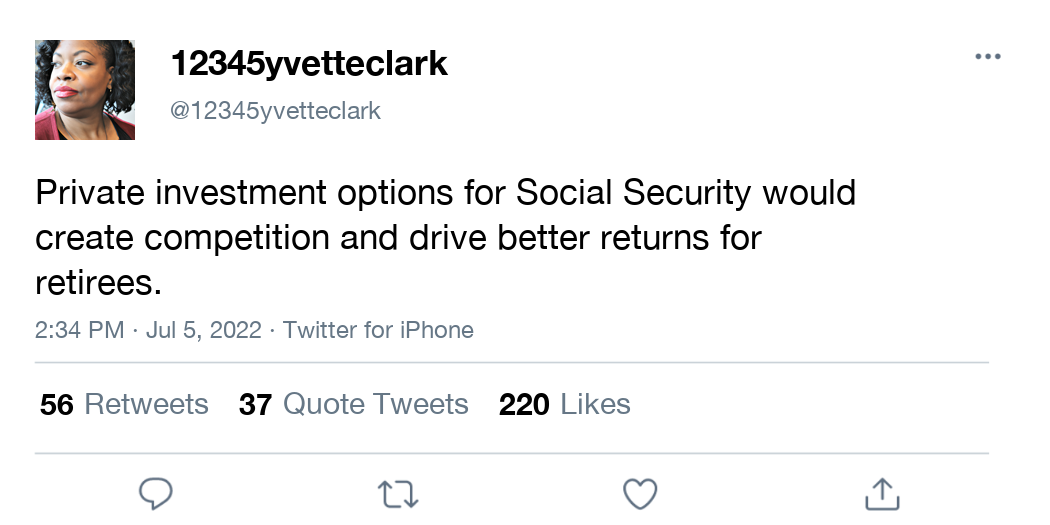 12345yvetteclark
@12345yvetteclark
Private investment options for Social Security would
create competition and drive better returns for
retirees.
2:34 PM · Jul 5, 2022 · Twitter for iPhone
56 Retweets 37 Quote Tweets 220 Likes